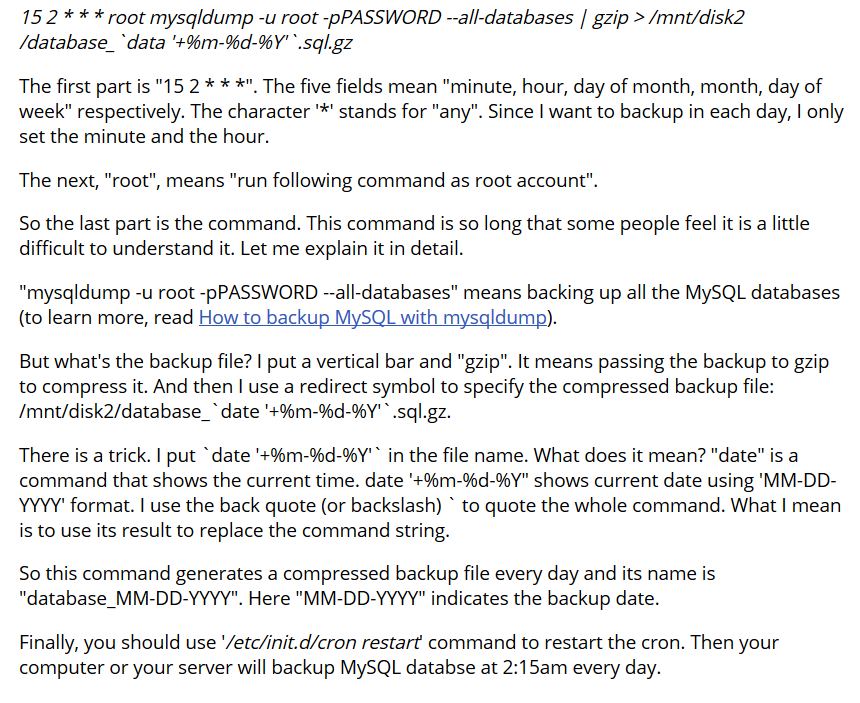 15 2 * * * root mysqldump -u root -pPASSWORD --all-databases | gzip > /mnt/disk2
/database_`data '+%m-%d-%Y'`.sql.gz
The first part is "15 2 * * *". The five fields mean "minute, hour, day of month, month, day of
week" respectively. The character '*' stands for "any". Since I want to backup in each day, I only
set the minute and the hour.
The next, "root", means "run following command as root account".
So the last part is the command. This command is so long that some people feel it is a little
difficult to understand it. Let me explain it in detail.
"mysqldump -u root -pPASSWORD --all-databases" means backing up all the MySQL databases
(to learn more, read How to backup MySQL with mysqldump).
But what's the backup file? I put a vertical bar and "gzip". It means passing the backup to gzip
to compress it. And then I use a redirect symbol to specify the compressed backup file:
/mnt/disk2/database_`date '+%m-%d-%Y'`.sql.gz.
There is a trick. I put `date '+%m-%d-%Y'` in the file name. What does it mean? "date" is a
command that shows the current time. date '+%m-%d-%Y" shows current date using 'MM-DD-
YYYY' format. I use the back quote (or backslash) ` to quote the whole command. What I mean
is to use its result to replace the command string.
So this command generates a compressed backup file every day and its name is
"database_MM-DD-YYYY". Here "MM-DD-YYYY" indicates the backup date.
Finally, you should use '/etc/init.d/cron restart' command to restart the cron. Then your
computer or your server will backup MySQL databse at 2:15am every day.